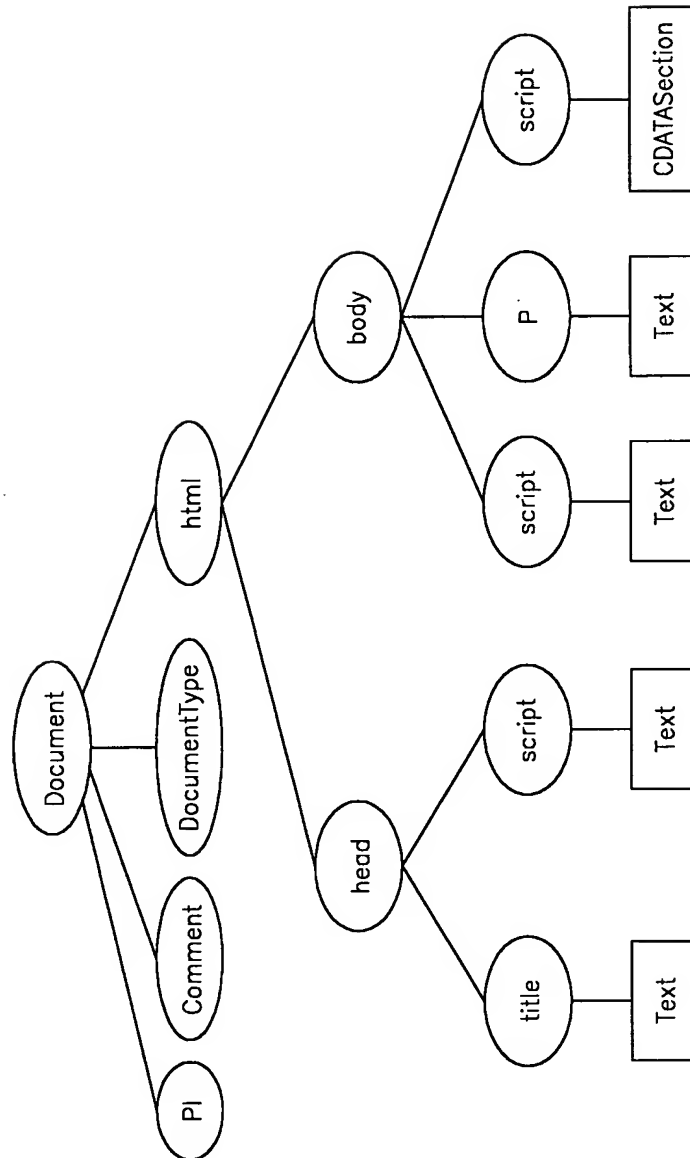 Document
PI
Comment
DocumentType
html
head
body
title
script
script
P
script
Text
Text
Text
Text
CDATASection